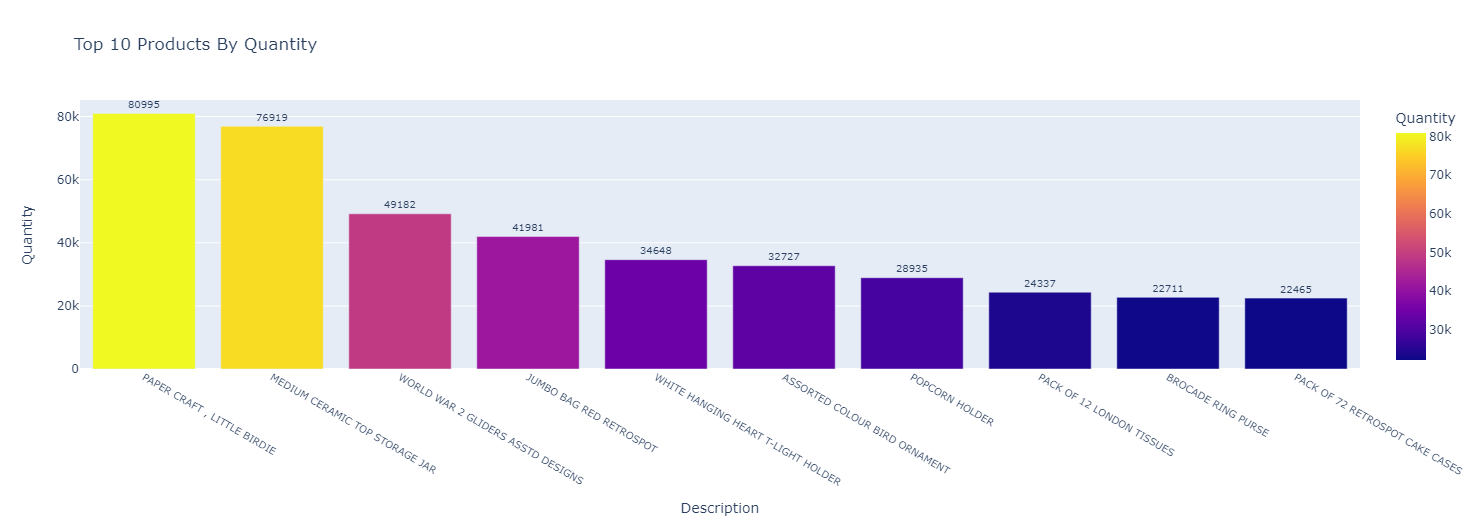 Top 10 Products By Quantity
Quantity
80k
60k
40k
20k
0
80995
76919
49182
41981
34648
32727
28935
24337
22711
22465
PAPER CRAFT , LITTLE BIRDIE
MEDIUM CERAMIC TOP STORAGE JAR
WORLD WAR 2 GLIDERS ASSTD DESIGNS
JUMBO BAG RED RETROSPOT
WHITE HANGING HEART T-LIGHT HOLDER
ASSORTED COLOUR BIRD ORNAMENT
POPCORN HOLDER
PACK OF 12 LONDON TISSUES
BROCADE RING PURSE
PACK OF 72 RETROSPOT CAKE CASES
Description
Quantity
80k
70k
60k
50k
40k
30k